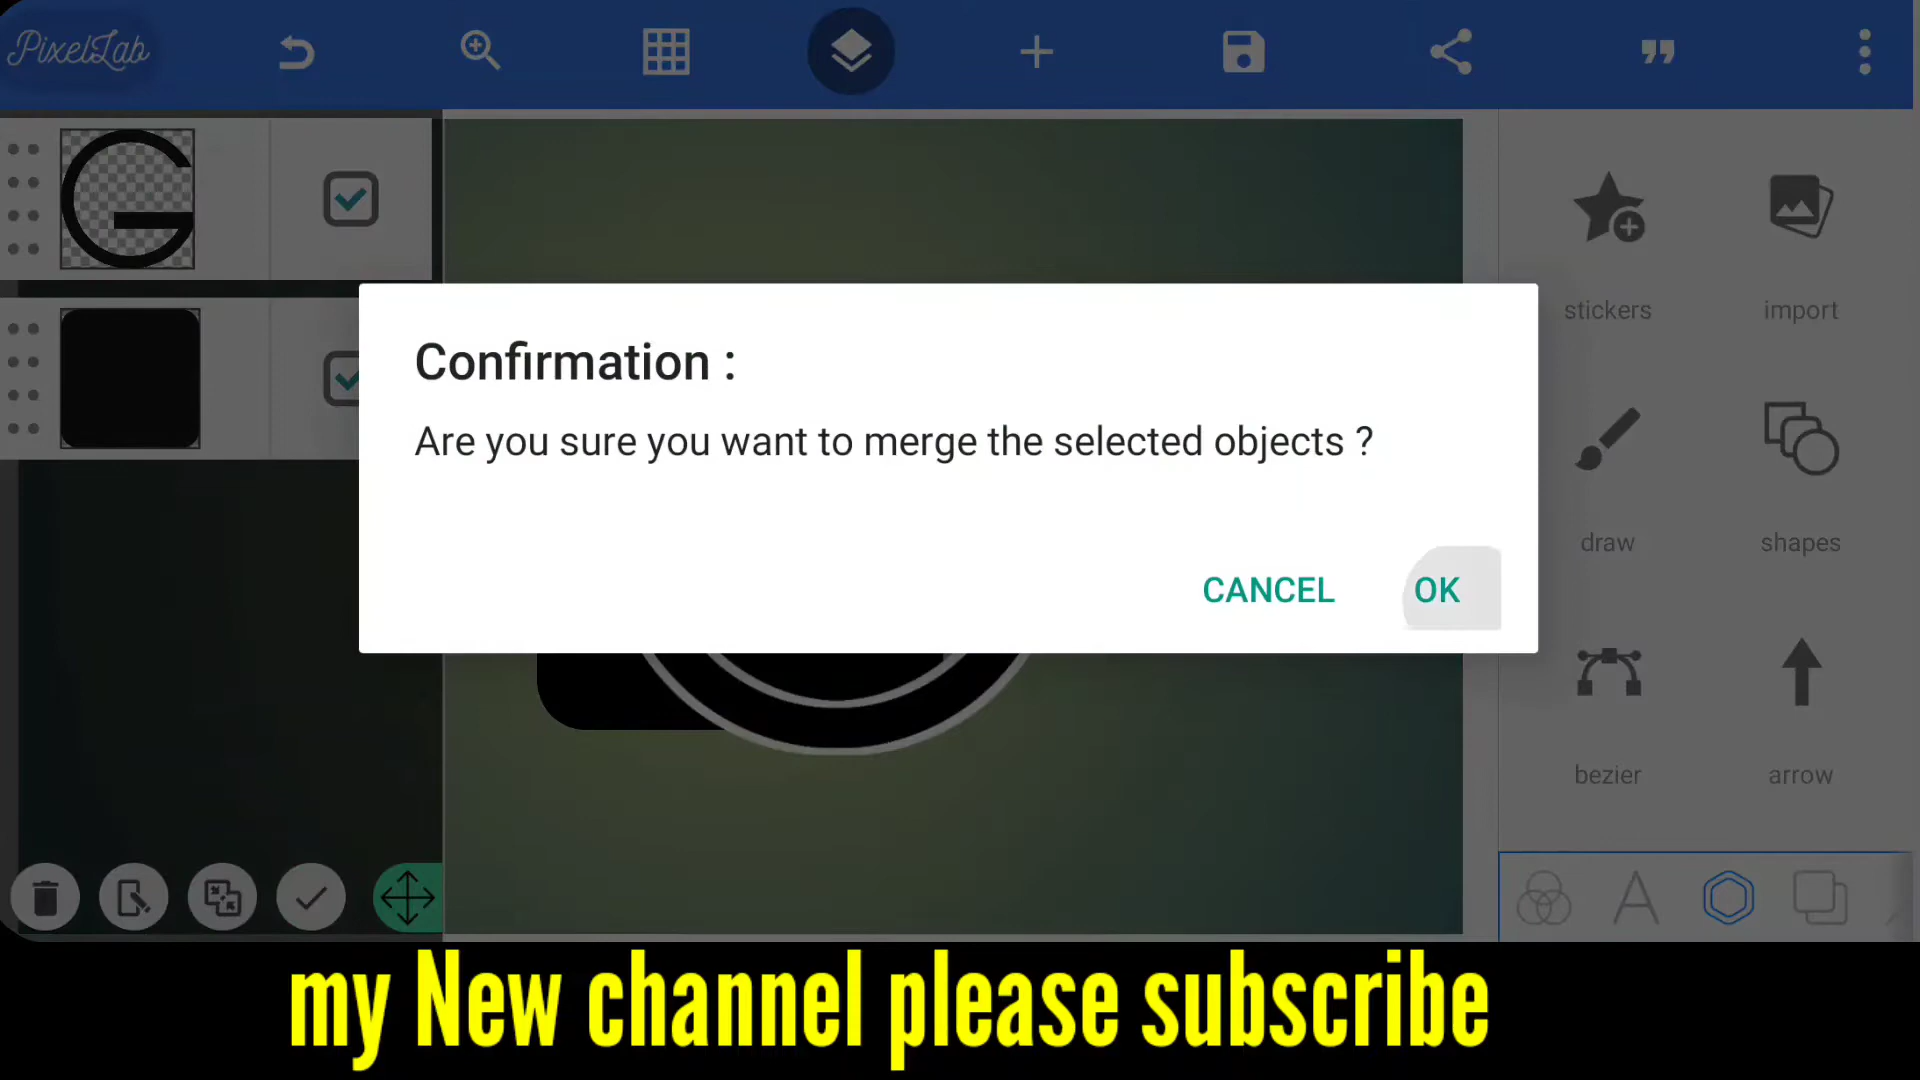 PixelLab
stickers
import
Confirmation :
Are you sure you want to merge the selected objects ?
CANCEL
OK
draw
shapes
bezier
arrow
my New channel please subscribe